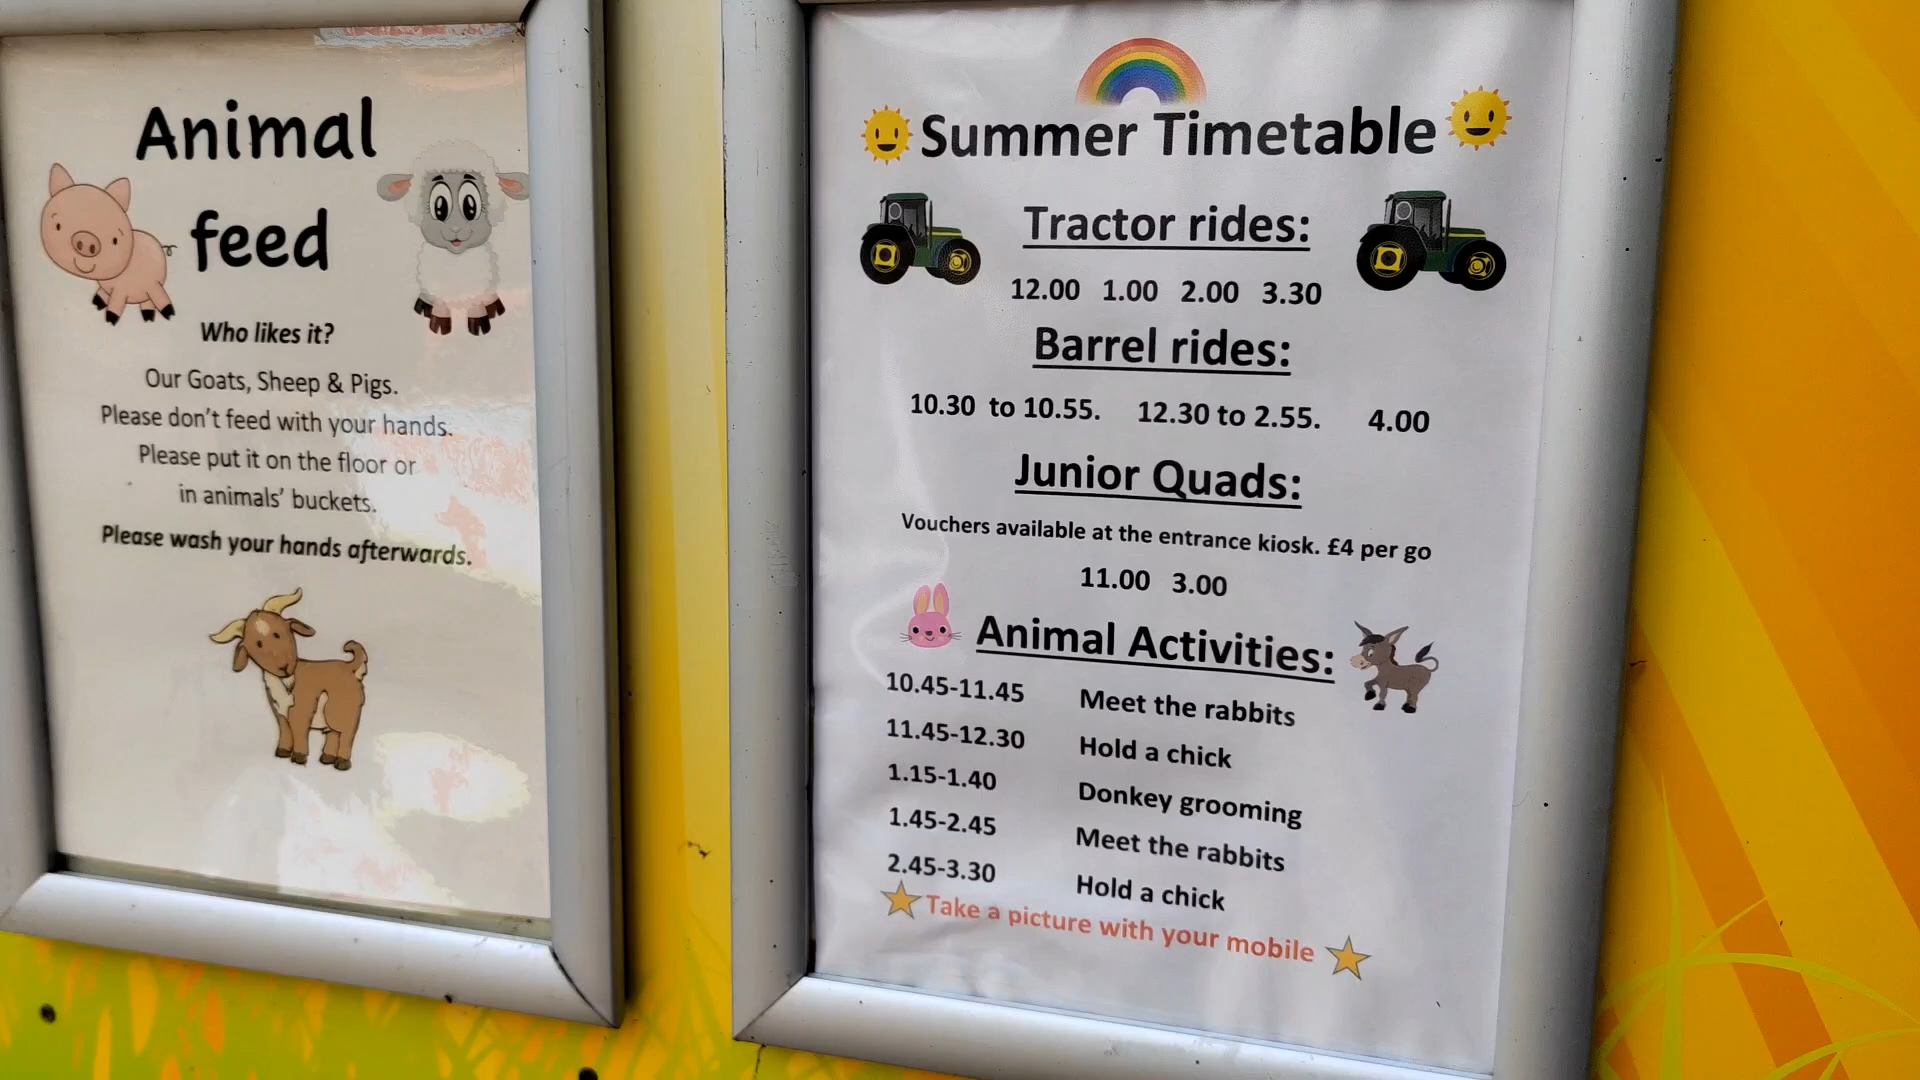 Animal
feed
Who likes it?
Our Goats, Sheep & Pigs.
Please don't feed with your hands.
Please put it on the floor or
in animals' buckets.
Please wash your hands afterwards.
Summer Timetable
Tractor rides:
12.00 1.00 2.00 3.30
Barrel rides:
10.30 to 10.55. 12.30 to 2.55. 4.00
Junior Quads:
Vouchers available at the entrance kiosk. £4 per go
11.00 3.00
Animal Activities:
10.45-11.45 Meet the rabbits
11.45-12.30 Hold a chick
1.15-1.40 Donkey grooming
1.45-2.45 Meet the rabbits
2.45-3.30 Hold a chick
Take a picture with your mobile